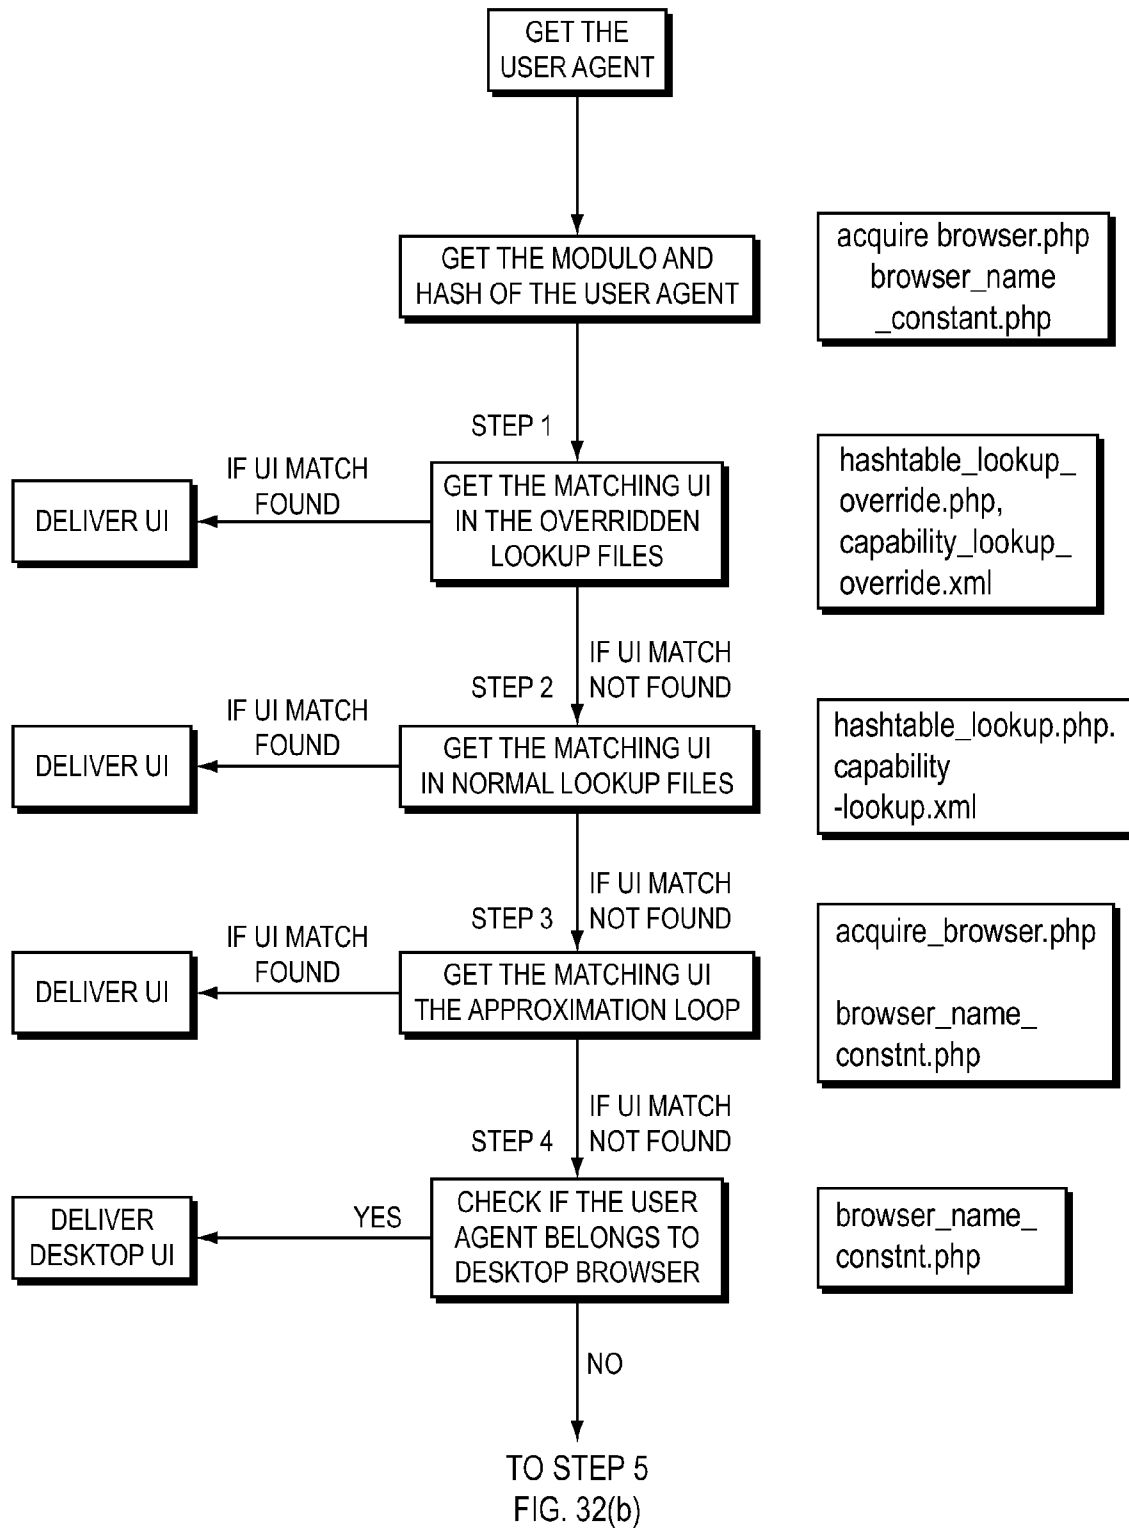 GET THE
USER AGENT
GET THE MODULO AND
HASH OF THE USER AGENT
acquire browser.php
browser_name
_constant.php
STEP 1
IF UI MATCH
FOUND
DELIVER UI
GET THE MATCHING UI
IN THE OVERRIDDEN
LOOKUP FILES
hashtable_lookup_
override.php,
capability_lookup_
override.xml
STEP 2
IF UI MATCH
NOT FOUND
IF UI MATCH
FOUND
DELIVER UI
GET THE MATCHING UI
IN NORMAL LOOKUP FILES
hashtable_lookup.php.
capability
-lookup.xml
STEP 3
IF UI MATCH
NOT FOUND
IF UI MATCH
FOUND
DELIVER UI
GET THE MATCHING UI
THE APPROXIMATION LOOP
acquire_browser.php
browser_name_
constnt.php
STEP 4
IF UI MATCH
NOT FOUND
YES
DELIVER
DESKTOP UI
CHECK IF THE USER
AGENT BELONGS TO
DESKTOP BROWSER
browser_name_
constnt.php
NO
TO STEP 5
FIG. 32(b)